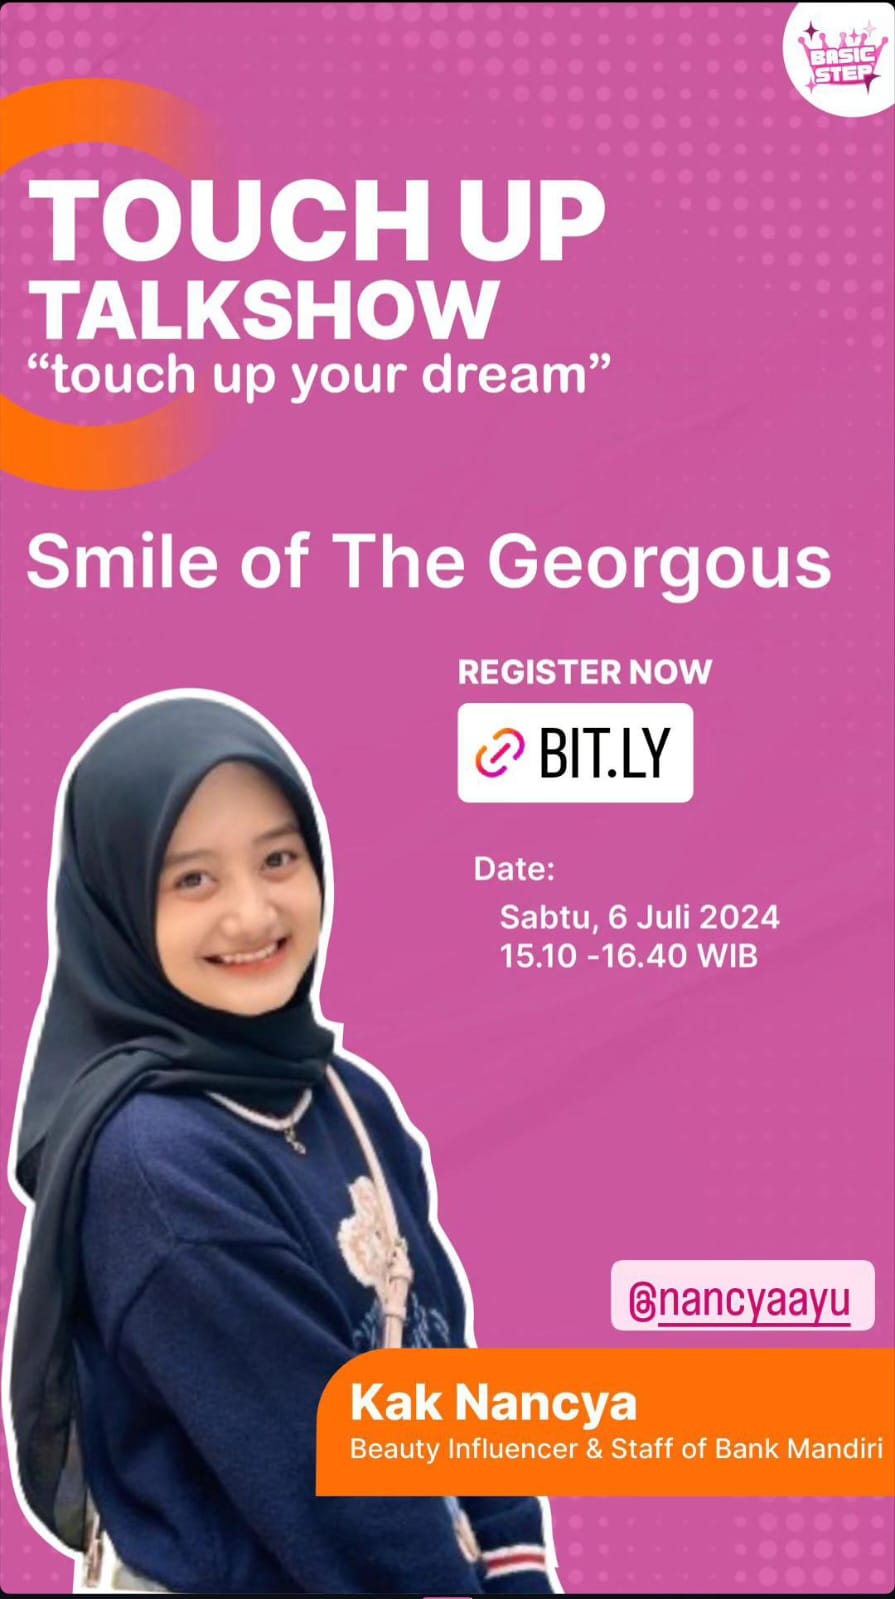 BASIC
STEP
TOUCH UP
TALKSHOW
“touch up your dream”
Smile of The Georgous
REGISTER NOW
BIT.LY
Date:
Sabtu, 6 Juli 2024
15.10 -16.40 WIB
@nancyaayu
Kak Nancya
Beauty Influencer & Staff of Bank Mandiri